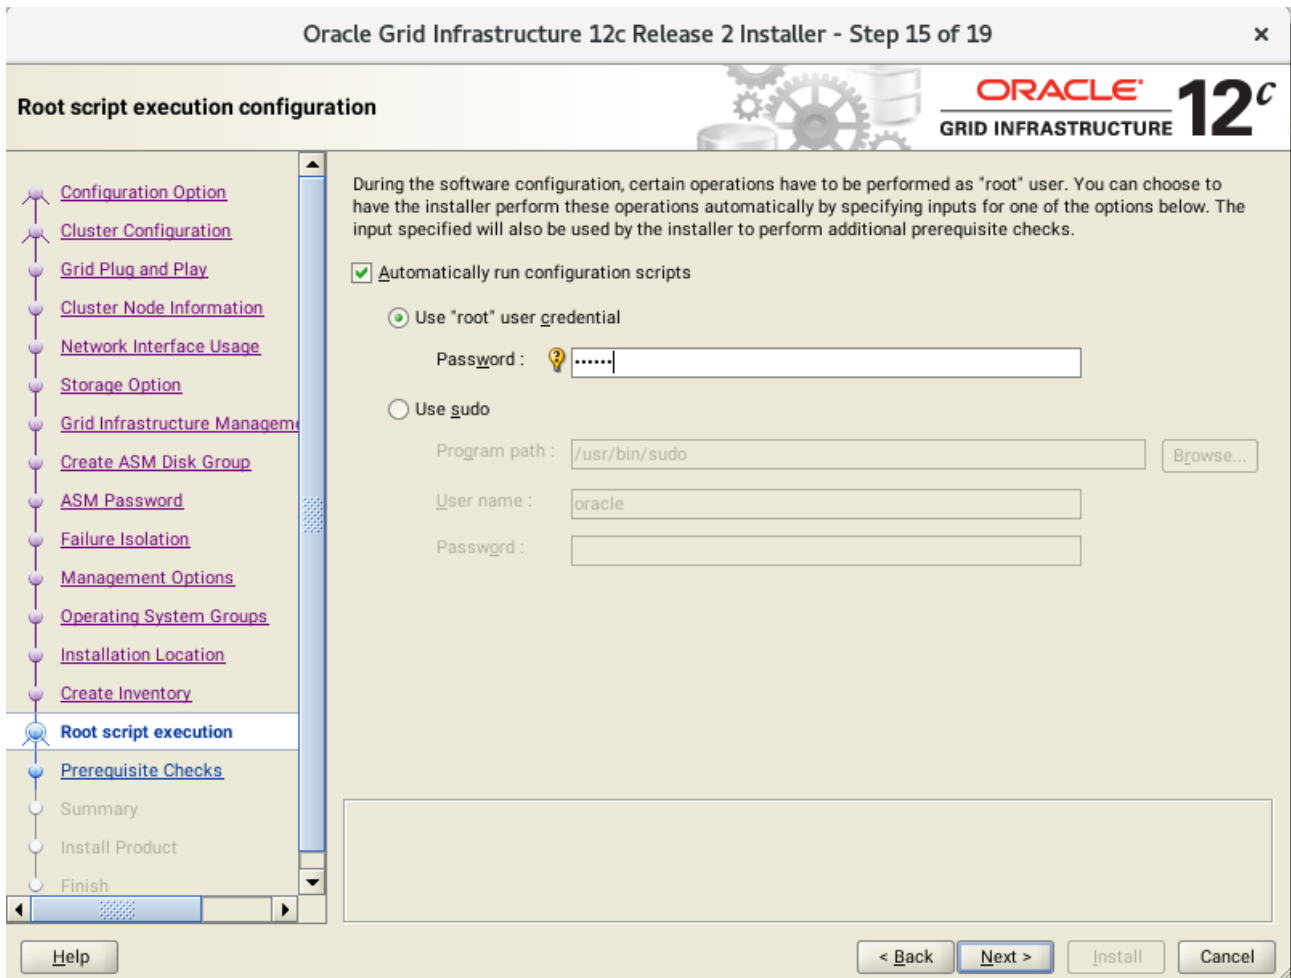 Oracle Grid Infrastructure 12c Release 2 Installer - Step 15 of 19
Root script execution configuration
ORACLE
GRID INFRASTRUCTURE
12c
Configuration Option
Cluster Configuration
Grid Plug and Play
Cluster Node Information
Network Interface Usage
Storage Option
Grid Infrastructure Managem
Create ASM Disk Group
ASM Password
Failure Isolation
Management Options
Operating System Groups
Installation Location
Create Inventory
Root script execution
Prerequisite Checks
Summary
Install Product
Finish
During the software configuration, certain operations have to be performed as "root" user. You can choose to
have the installer perform these operations automatically by specifying inputs for one of the options below. The
input specified will also be used by the installer to perform additional prerequisite checks.
Automatically run configuration scripts
Use "root" user credential
Password : ••••••
Use sudo
Program path : /usr/bin/sudo Browse...
User name : oracle
Password :
Help < Back Next > Install Cancel